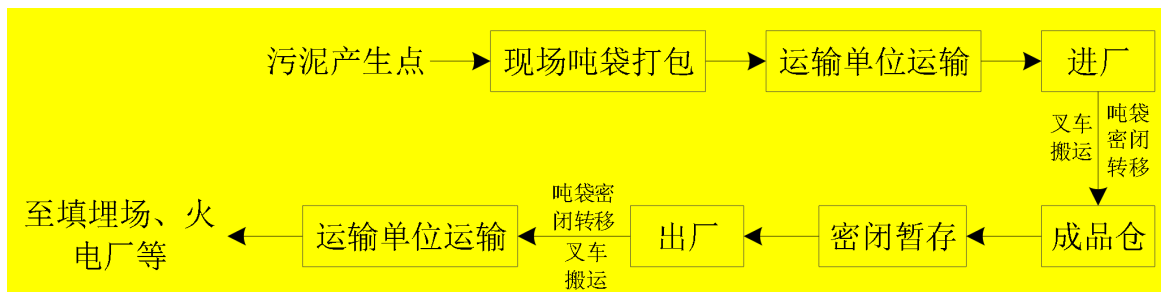 污泥产生点
现场吨袋打包
运输单位运输
进厂
叉车
搬运
吨袋
密闭
转移
成品仓
密闭暂存
出厂
吨袋密
闭转移
叉车
搬运
运输单位运输
至填埋场、火
电厂等